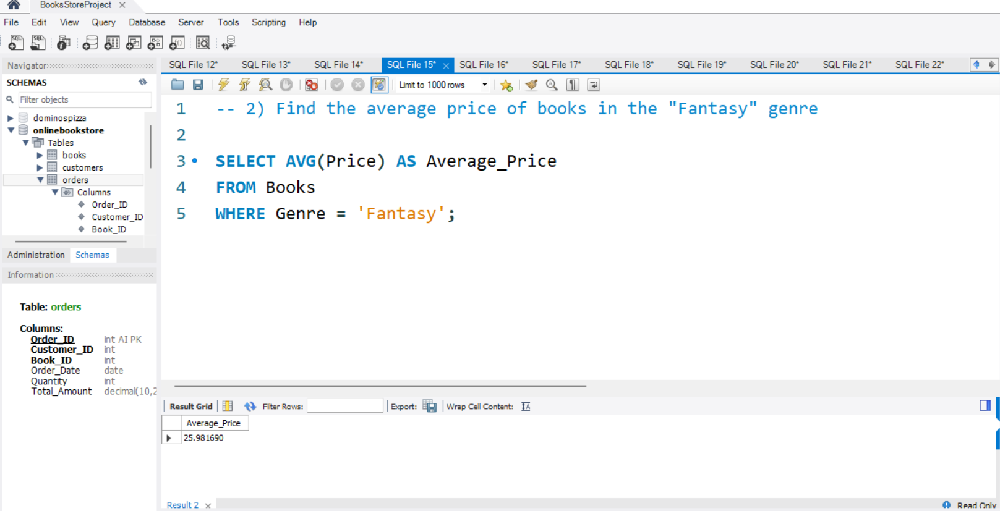 BooksStoreProject
File Edit View Query Database Server Tools Scripting Help
Navigator
SCHEMAS
Filter objects
dominospizza
onlinebookstore
Tables
books
customers
orders
Columns
Order_ID
Customer_ID
Book_ID
Administration Schemas
Information
Table: orders
Columns:
Order_ID int AI PK
Customer_ID int
Book_ID int
Order_Date date
Quantity int
Total_Amount decimal(10,2
SQL File 12* SQL File 13* SQL File 14* SQL File 15* SQL File 16* SQL File 17* SQL File 18* SQL File 19* SQL File 20* SQL File 21* SQL File 22*
Limit to 1000 rows
1 -- 2) Find the average price of books in the "Fantasy" genre
2
3 SELECT AVG(Price) AS Average_Price
4 FROM Books
5 WHERE Genre = 'Fantasy';
Result Grid Filter Rows: Export: Wrap Cell Content:
Average_Price
25.981690
Result 2
Read Only